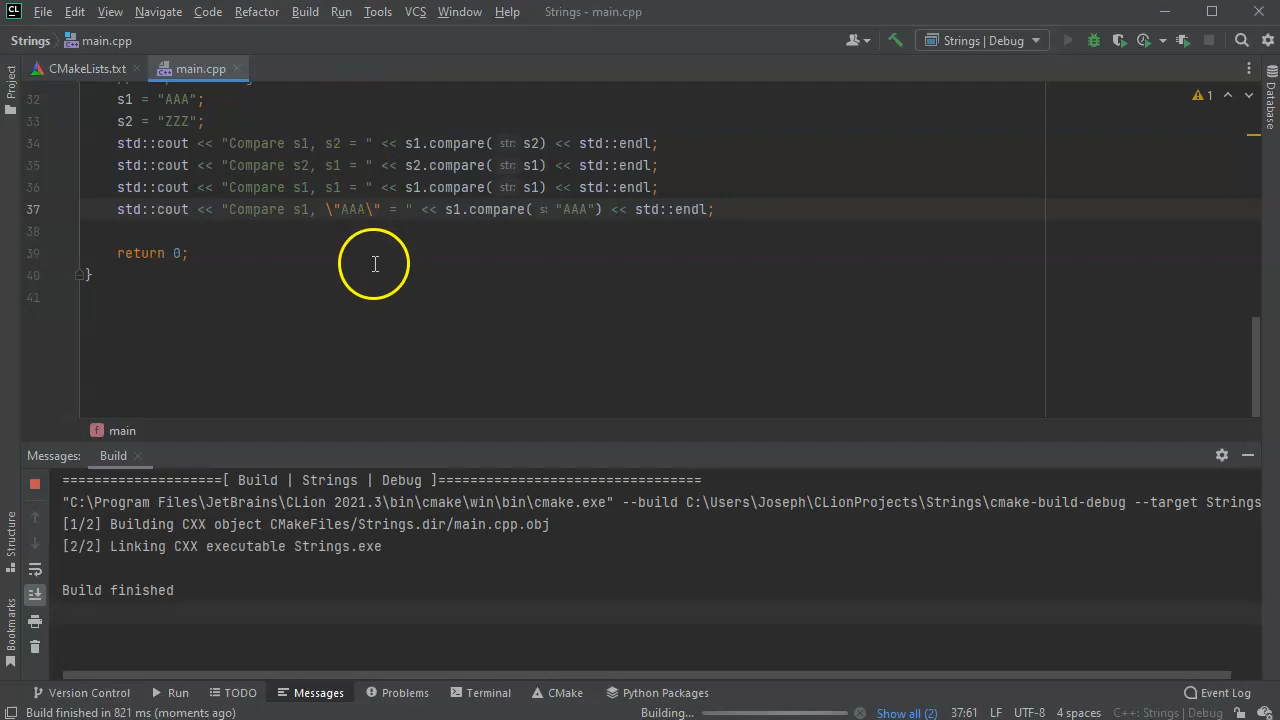 CL File Edit View Navigate Code Refactor Build Run Tools VCS Window Help Strings - main.cpp
Strings main.cpp Strings | Debug
CMakeLists.txt main.cpp
Project
Database
1
32 s1 = "AAA";
33 s2 = "ZZZ";
34 std::cout << "Compare s1, s2 = " << s1.compare( str: s2) << std::endl;
35 std::cout << "Compare s2, s1 = " << s2.compare( str: s1) << std::endl;
36 std::cout << "Compare s1, s1 = " << s1.compare( str: s1) << std::endl;
37 std::cout << "Compare s1, \"AAA\" = " << s1.compare( s: "AAA") << std::endl;
38
39 return 0;
40 }
41
f main
Messages: Build
====================[ Build | Strings | Debug ]=================================
"C:\Program Files\JetBrains\CLion 2021.3\bin\cmake\win\bin\cmake.exe" --build C:\Users\Joseph\CLionProjects\Strings\cmake-build-debug --target Strings
[1/2] Building CXX object CMakeFiles/Strings.dir/main.cpp.obj
[2/2] Linking CXX executable Strings.exe
Build finished
Structure
Bookmarks
Version Control Run TODO Messages Problems Terminal CMake Python Packages Event Log
Build finished in 821 ms (moments ago) Building... Show all (2) 37:61 LF UTF-8 4 spaces C++: Strings | Debug